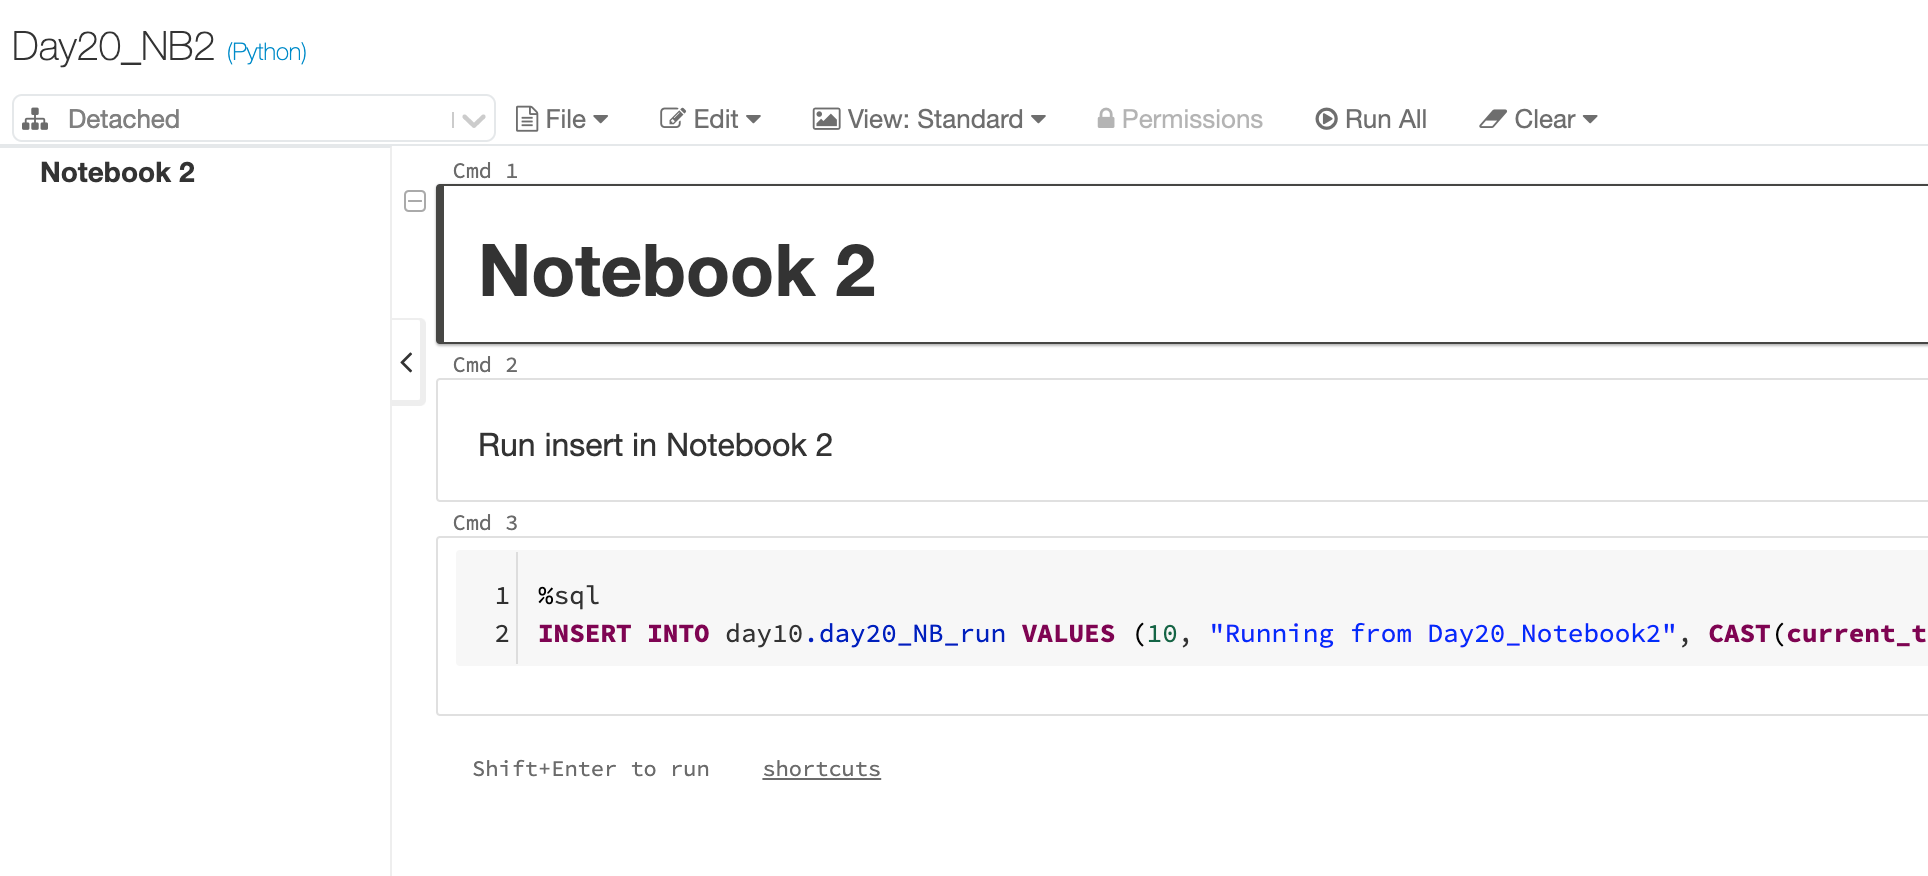 Day20_NB2 (Python)
Detached File Edit View: Standard Permissions Run All Clear
Notebook 2
Cmd 1
Notebook 2
Cmd 2
Run insert in Notebook 2
Cmd 3
1 %sql
2 INSERT INTO day10.day20_NB_run VALUES (10, "Running from Day20_Notebook2", CAST(current_t
Shift+Enter to run shortcuts